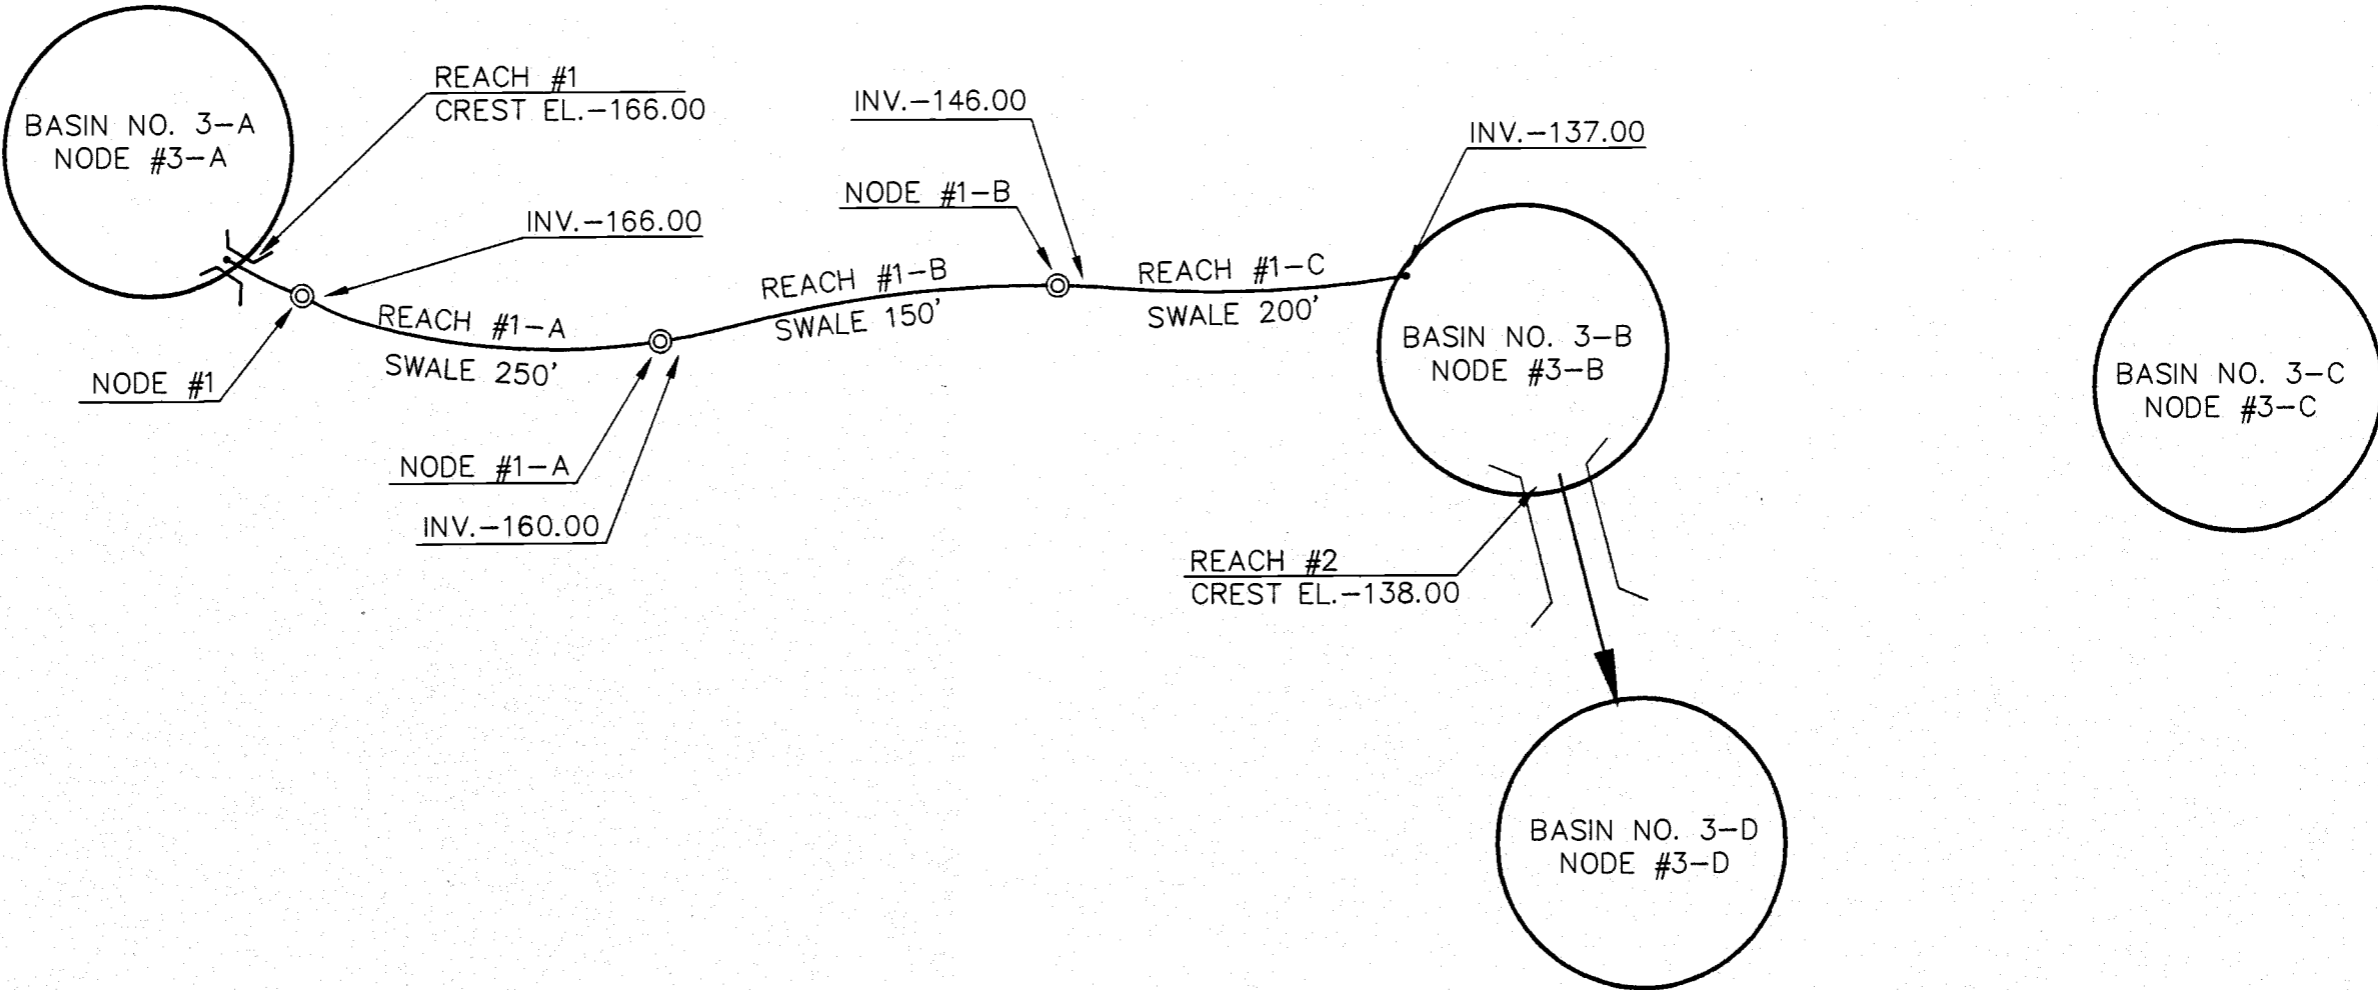 BASIN NO. 3-A
NODE #3-A
REACH #1
CREST EL.-166.00
INV.-166.00
NODE #1
REACH #1-A
SWALE 250'
NODE #1-A
INV.-160.00
REACH #1-B
SWALE 150'
INV.-146.00
NODE #1-B
REACH #1-C
SWALE 200'
INV.-137.00
BASIN NO. 3-B
NODE #3-B
REACH #2
CREST EL.-138.00
BASIN NO. 3-C
NODE #3-C
BASIN NO. 3-D
NODE #3-D